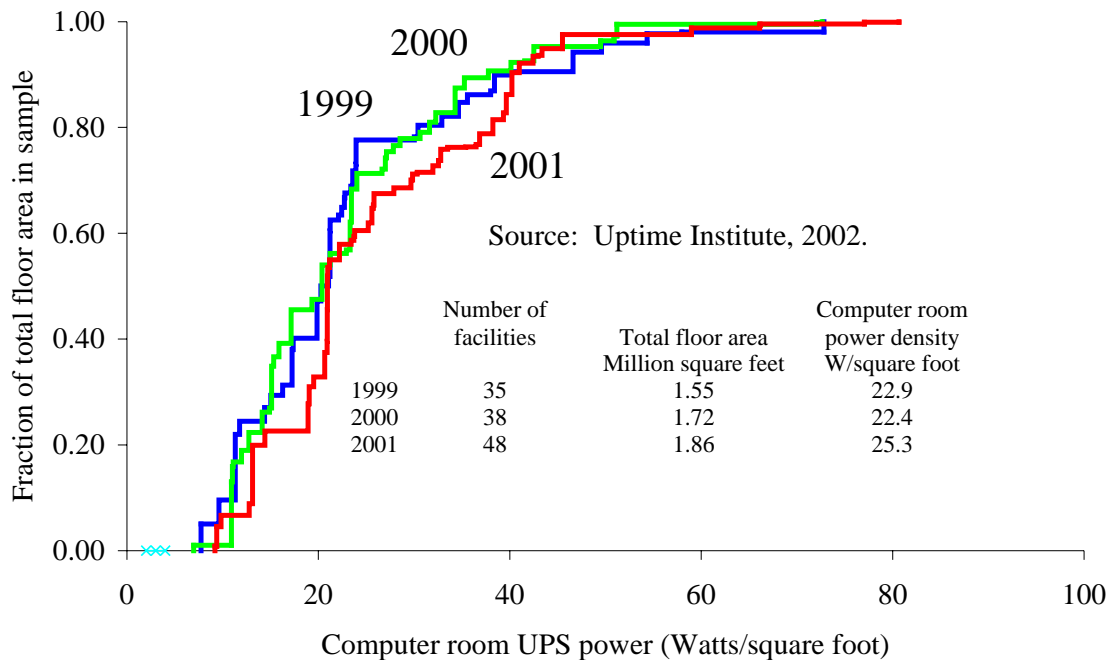 1.00
0.80
0.60
0.40
0.20
0.00
Fraction of total floor area in sample
2000
1999
2001
Source: Uptime Institute, 2002.
Number of Computer room
facilities Total floor area power density
Million square feet W/square foot
1999 35 1.55 22.9
2000 38 1.72 22.4
2001 48 1.86 25.3
0 20 40 60 80 100
Computer room UPS power (Watts/square foot)